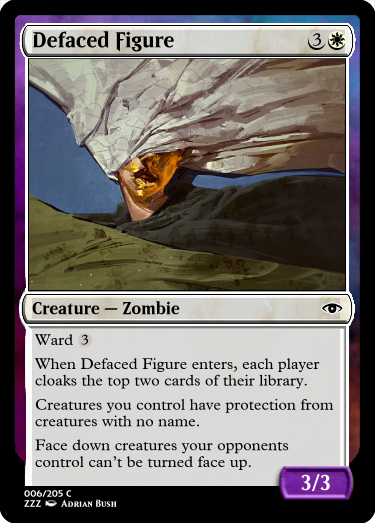 Defaced Figure 3
Creature — Zombie
Ward 3
When Defaced Figure enters, each player
cloaks the top two cards of their library.
Creatures you control have protection from
creatures with no name.
Face down creatures your opponents
control can't be turned face up.
3/3
006/205 C
ZZZ Adrian Bush